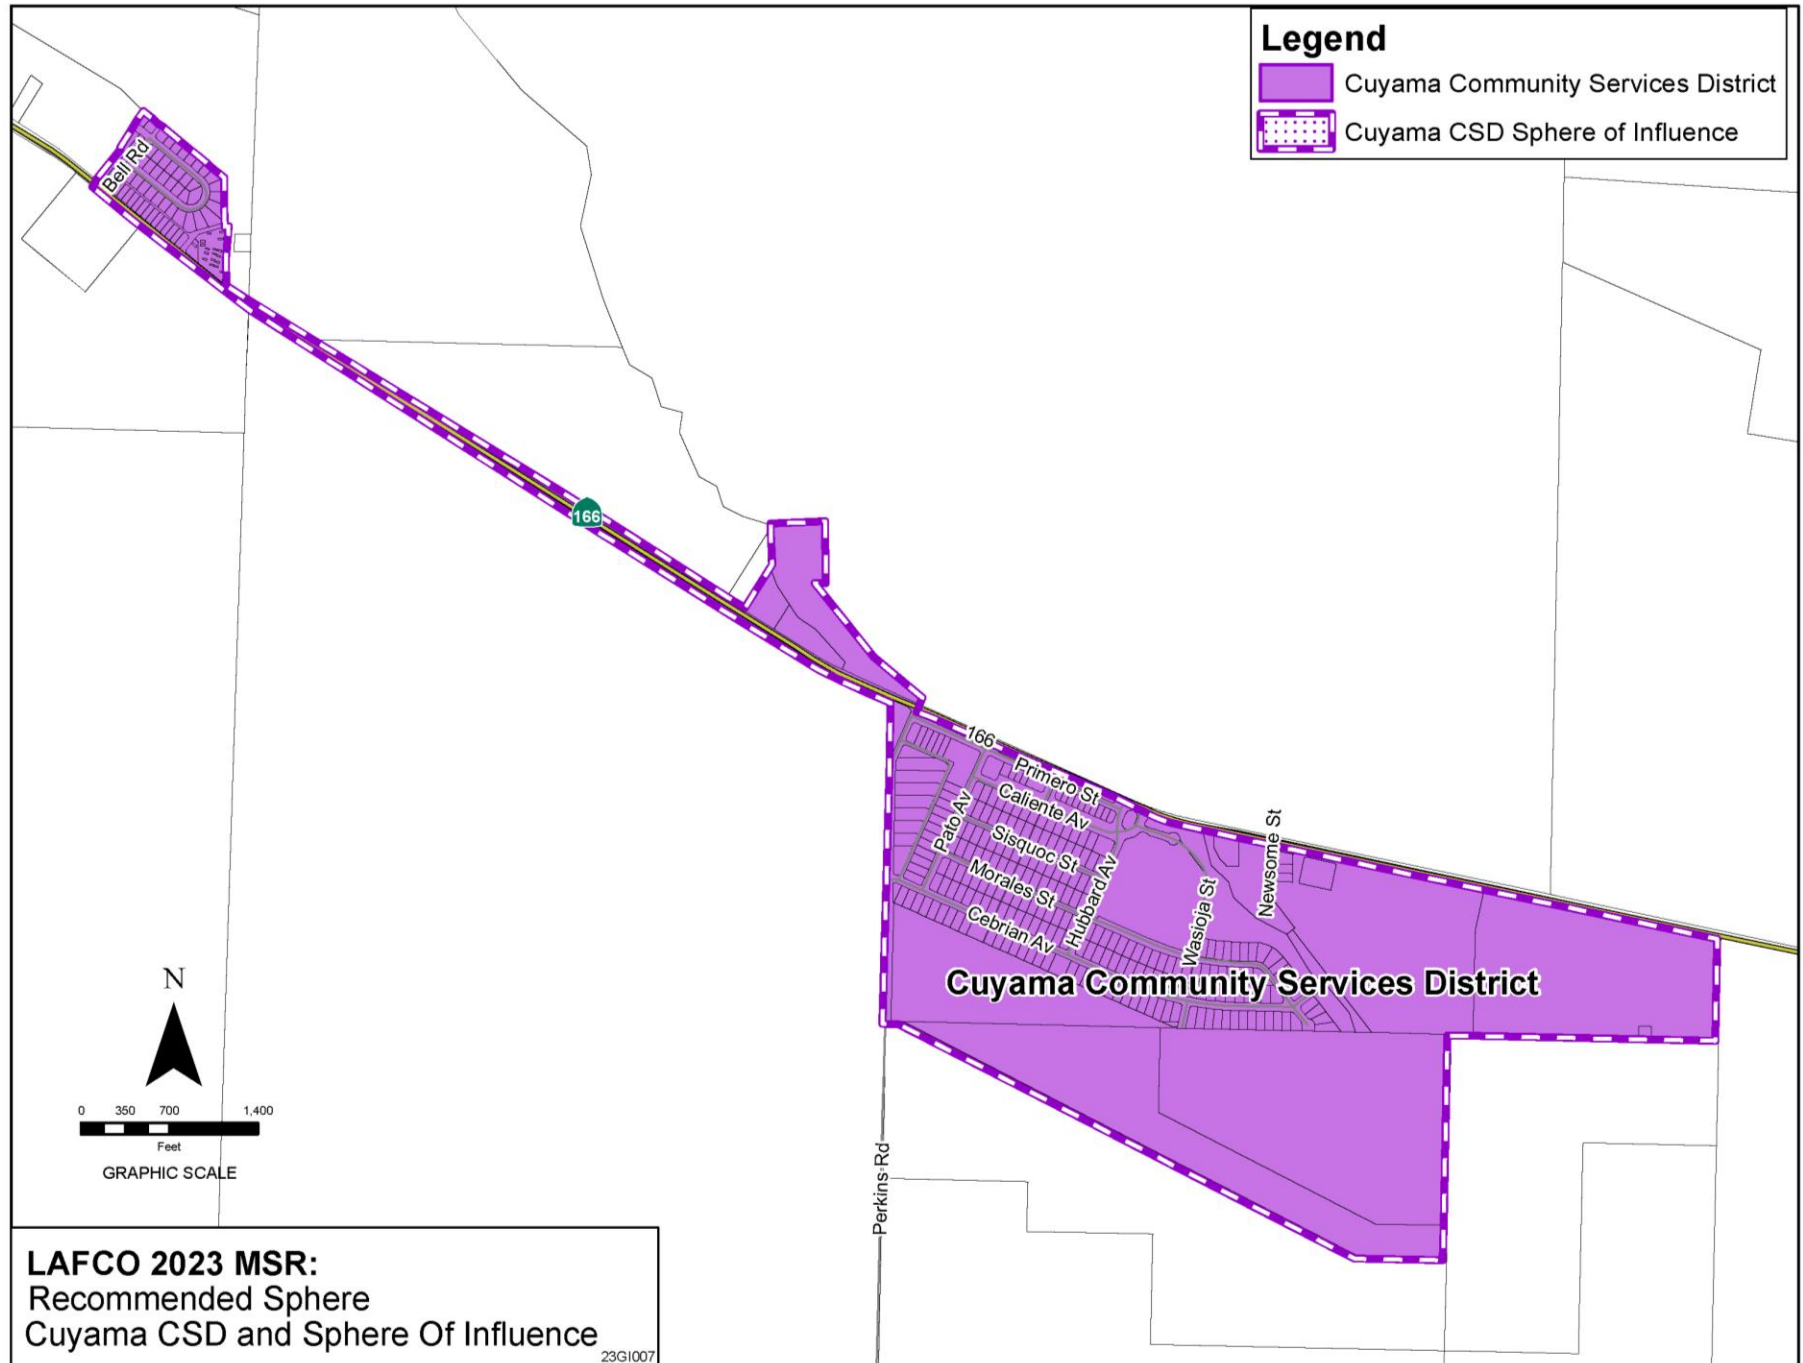 Legend
Cuyama Community Services District
Cuyama CSD Sphere of Influence
Bell Rd
166
166
Primero St
Caliente Av
Pato Av
Sisquoc St
Morales St
Hubbard Av
Cebrian Av
Wasioja St
Newsome St
Cuyama Community Services District
Perkins Rd
N
0 350 700 1,400
Feet
GRAPHIC SCALE
LAFCO 2023 MSR:
Recommended Sphere
Cuyama CSD and Sphere Of Influence
23GI007